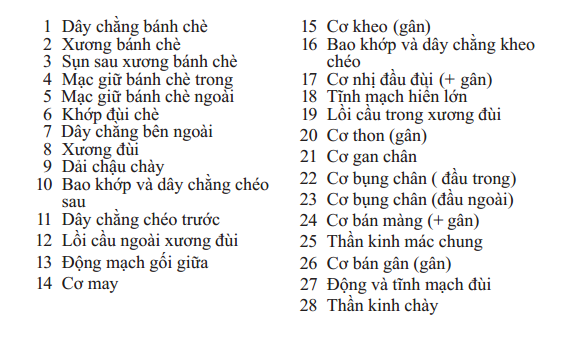 1 Dây chằng bánh chè
2 Xương bánh chè
3 Sụn sau xương bánh chè
4 Mạc giữ bánh chè trong
5 Mạc giữ bánh chè ngoài
6 Khớp đùi chè
7 Dây chằng bên ngoài
8 Xương đùi
9 Dải chậu chày
10 Bao khớp và dây chằng chéo
sau
11 Dây chằng chéo trước
12 Lồi cầu ngoài xương đùi
13 Động mạch gối giữa
14 Cơ may
15 Cơ kheo (gân)
16 Bao khớp và dây chằng kheo
chéo
17 Cơ nhị đầu đùi (+ gân)
18 Tĩnh mạch hiển lớn
19 Lồi cầu trong xương đùi
20 Cơ thon (gân)
21 Cơ gan chân
22 Cơ bụng chân ( đầu trong)
23 Cơ bụng chân (đầu ngoài)
24 Cơ bán màng (+ gân)
25 Thần kinh mác chung
26 Cơ bán gân (gân)
27 Động và tĩnh mạch đùi
28 Thần kinh chày